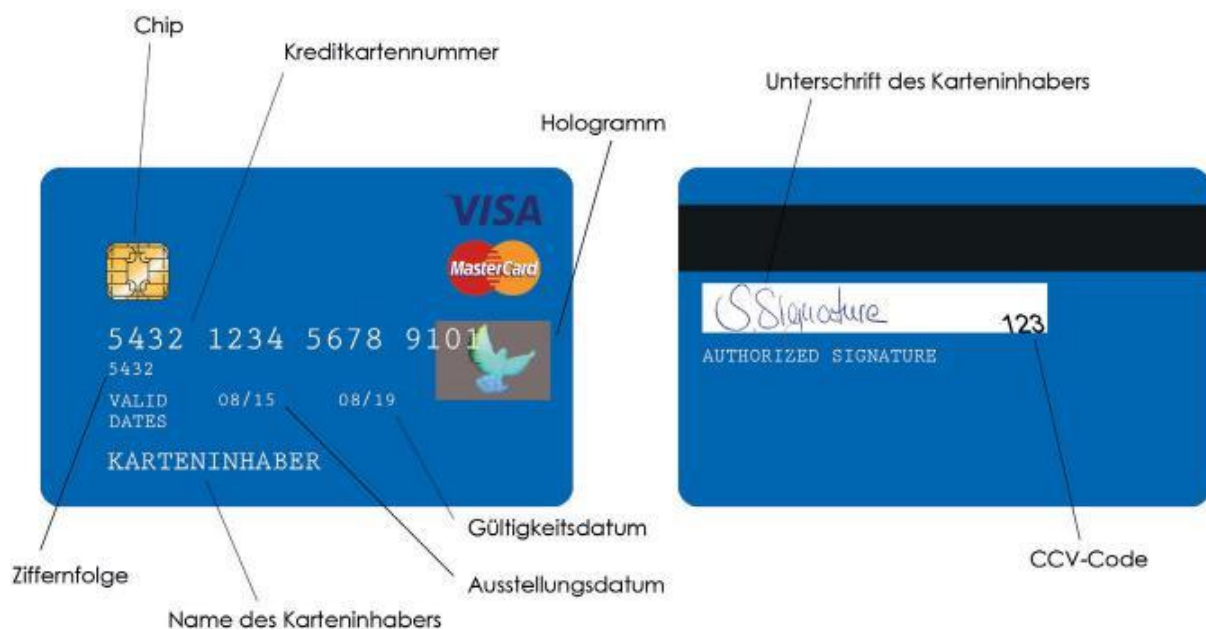 Chip
Kreditkartennummer
Hologramm
VISA
MasterCard
5432 1234 5678 9101
5432
VALID DATES 08/15 08/19
KARTENINHABER
Gültigkeitsdatum
Ausstellungsdatum
Ziffernfolge
Name des Karteninhabers
Unterschrift des Karteninhabers
S.Signature
123
AUTHORIZED SIGNATURE
CCV-Code